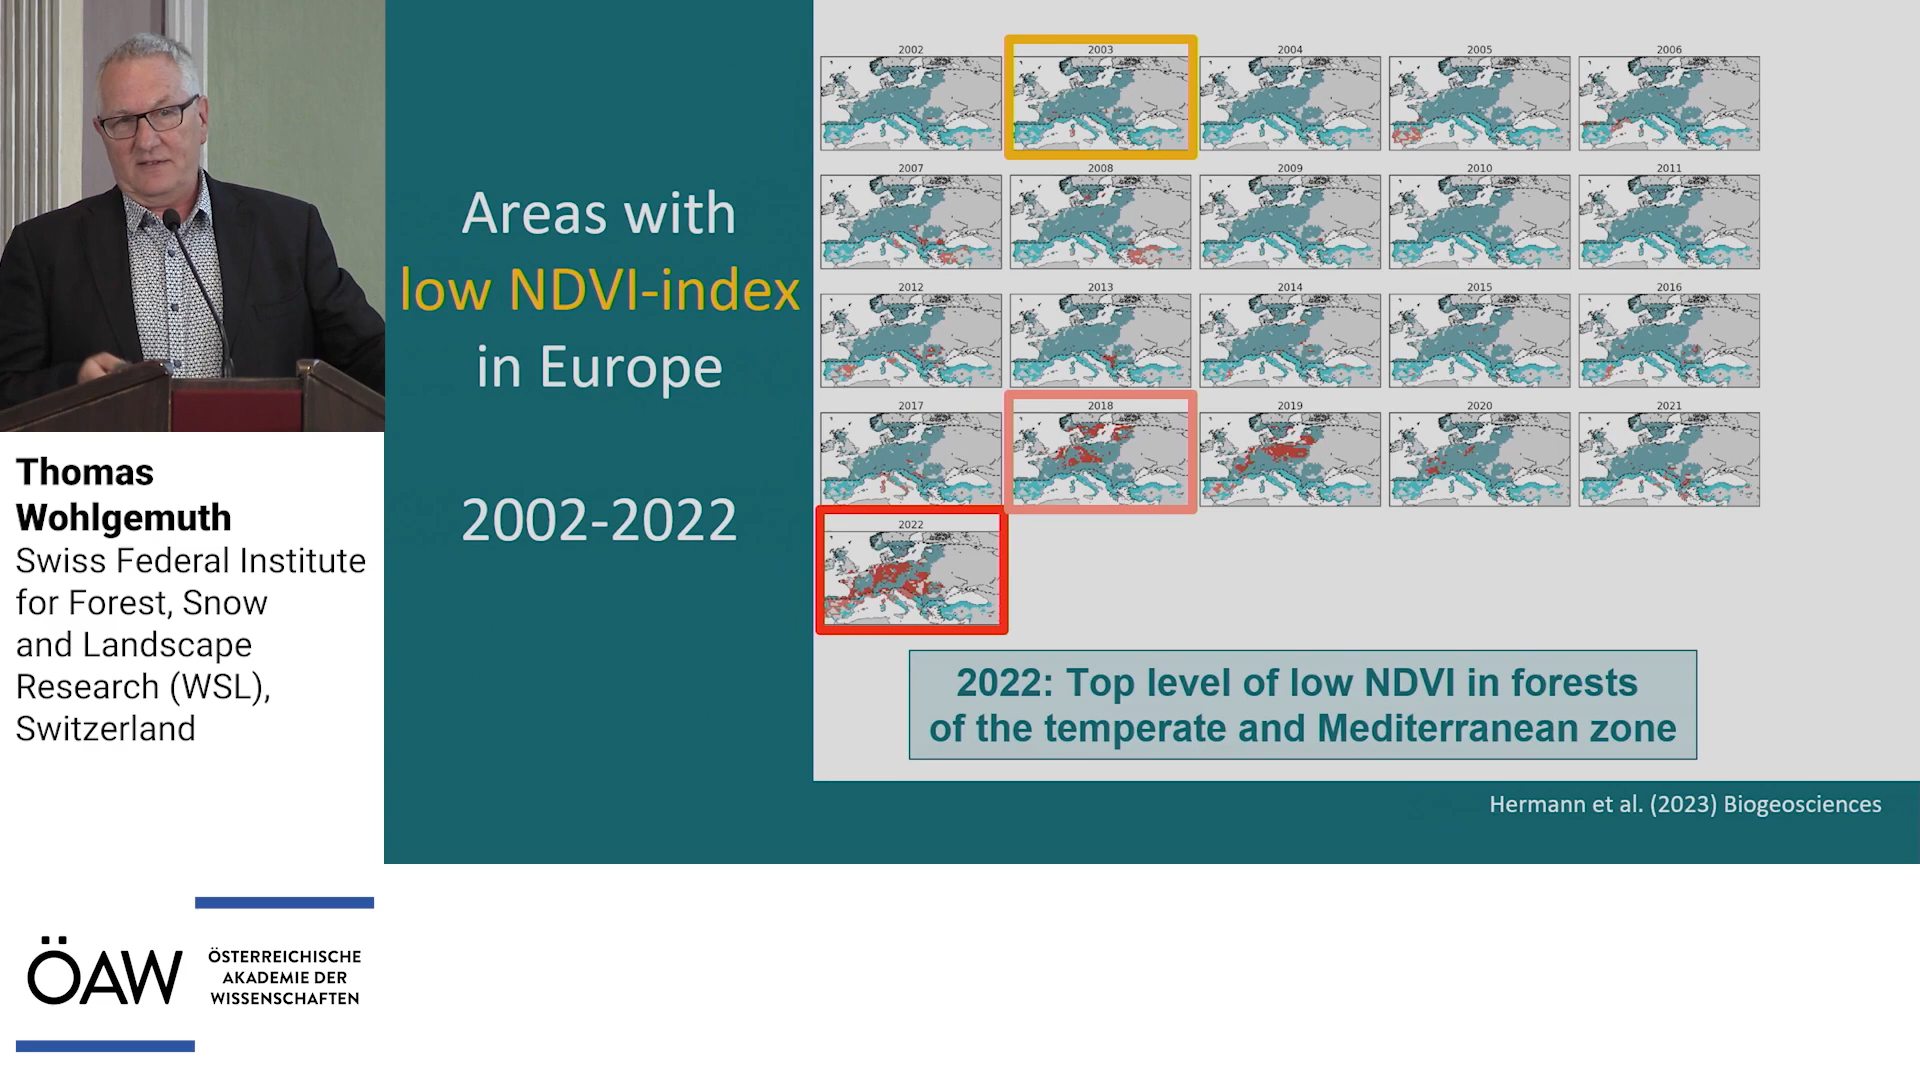 Areas with
low NDVI-index
in Europe
2002-2022
2002
2003
2004
2005
2006
2007
2008
2009
2010
2011
2012
2013
2014
2015
2016
2017
2018
2019
2020
2021
2022
2022: Top level of low NDVI in forests
of the temperate and Mediterranean zone
Hermann et al. (2023) Biogeosciences
Thomas
Wohlgemuth
Swiss Federal Institute
for Forest, Snow
and Landscape
Research (WSL),
Switzerland
ÖAW
ÖSTERREICHISCHE
AKADEMIE DER
WISSENSCHAFTEN